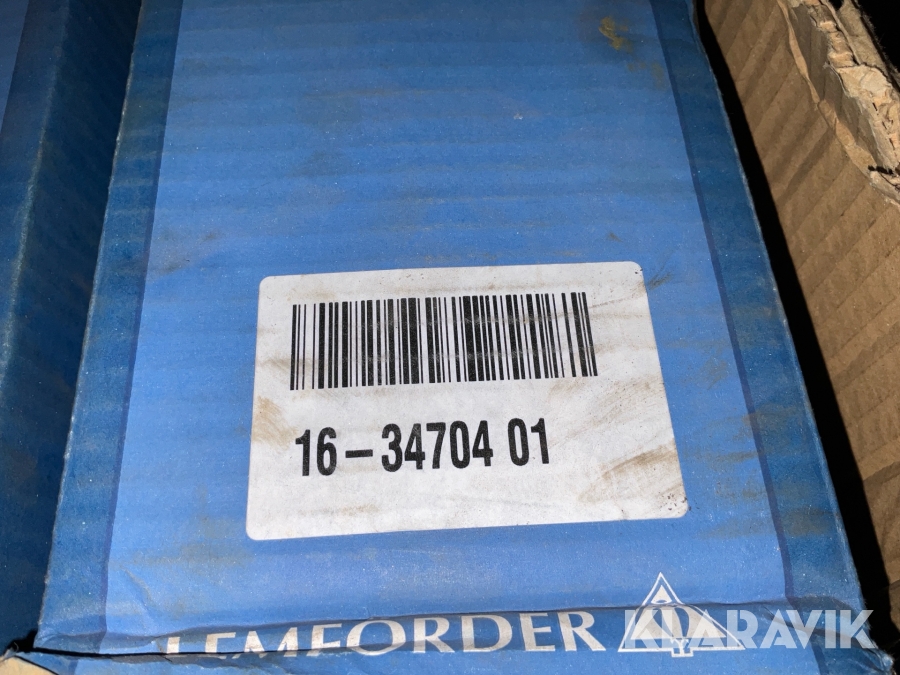 16-34704 01
LEMFORDER
KLARAVIK